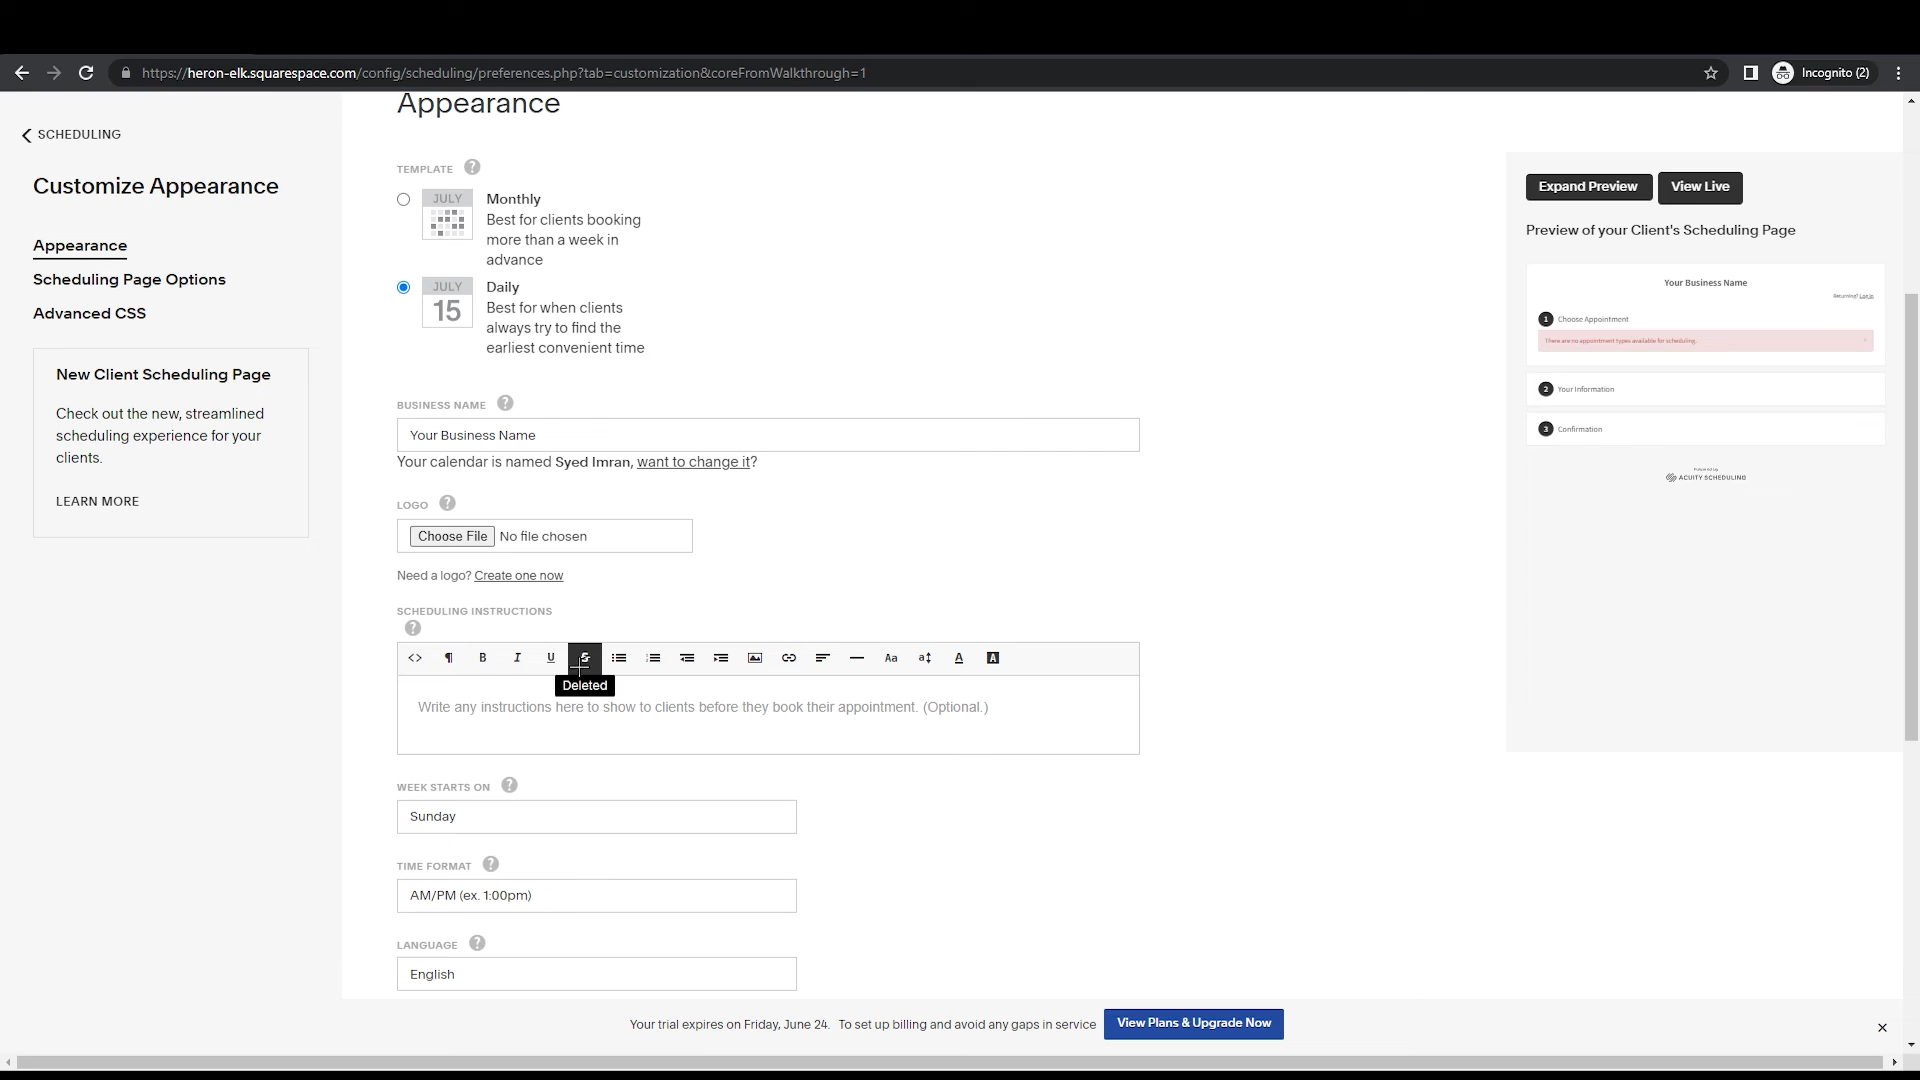 https://heron-elk.squarespace.com/config/scheduling/preferences.php?tab=customization&coreFromWalkthrough=1
Incognito (2)
SCHEDULING
Customize Appearance
Appearance
Scheduling Page Options
Advanced CSS
New Client Scheduling Page
Check out the new, streamlined
scheduling experience for your
clients.
LEARN MORE
Appearance
TEMPLATE ?
JULY
Monthly
Best for clients booking
more than a week in
advance
JULY
15
Daily
Best for when clients
always try to find the
earliest convenient time
BUSINESS NAME ?
Your Business Name
Your calendar is named Syed Imran, want to change it?
LOGO ?
Choose File No file chosen
Need a logo? Create one now
SCHEDULING INSTRUCTIONS
?
<> ¶ B I U S Aa a A A
Deleted
Write any instructions here to show to clients before they book their appointment. (Optional.)
WEEK STARTS ON ?
Sunday
TIME FORMAT ?
AM/PM (ex. 1:00pm)
LANGUAGE ?
English
Expand Preview View Live
Preview of your Client's Scheduling Page
Your Business Name
Returning? Log in
1 Choose Appointment
There are no appointment types available for scheduling.
2 Your Information
3 Confirmation
Powered by
ACUITY SCHEDULING
Your trial expires on Friday, June 24. To set up billing and avoid any gaps in service View Plans & Upgrade Now